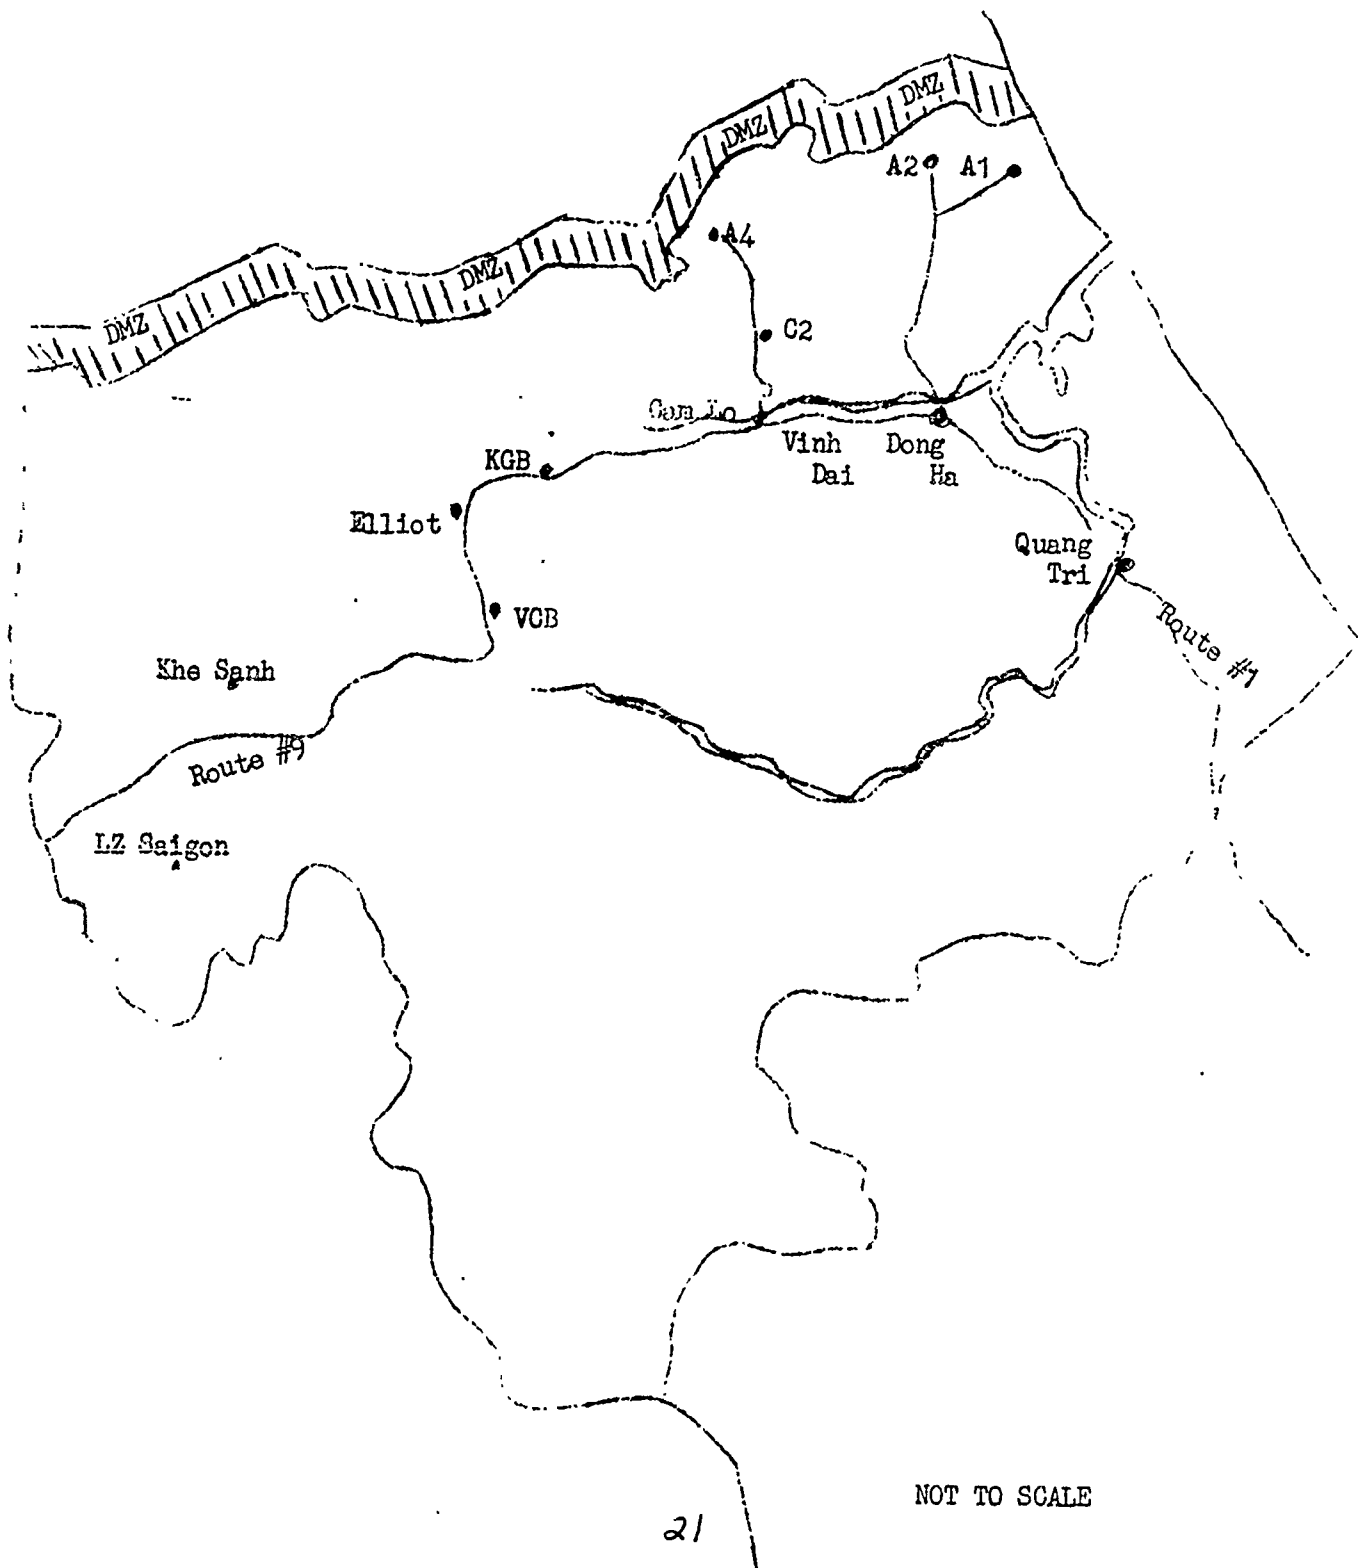 DMZ
DMZ
A2
A1
A4
DMZ
DMZ
C2
Cam Lo
Vinh
Dai
Dong
Ha
KGB
Elliot
Quang
Tri
VCB
Route #1
Khe Sanh
Route #9
LZ Saigon
NOT TO SCALE
21